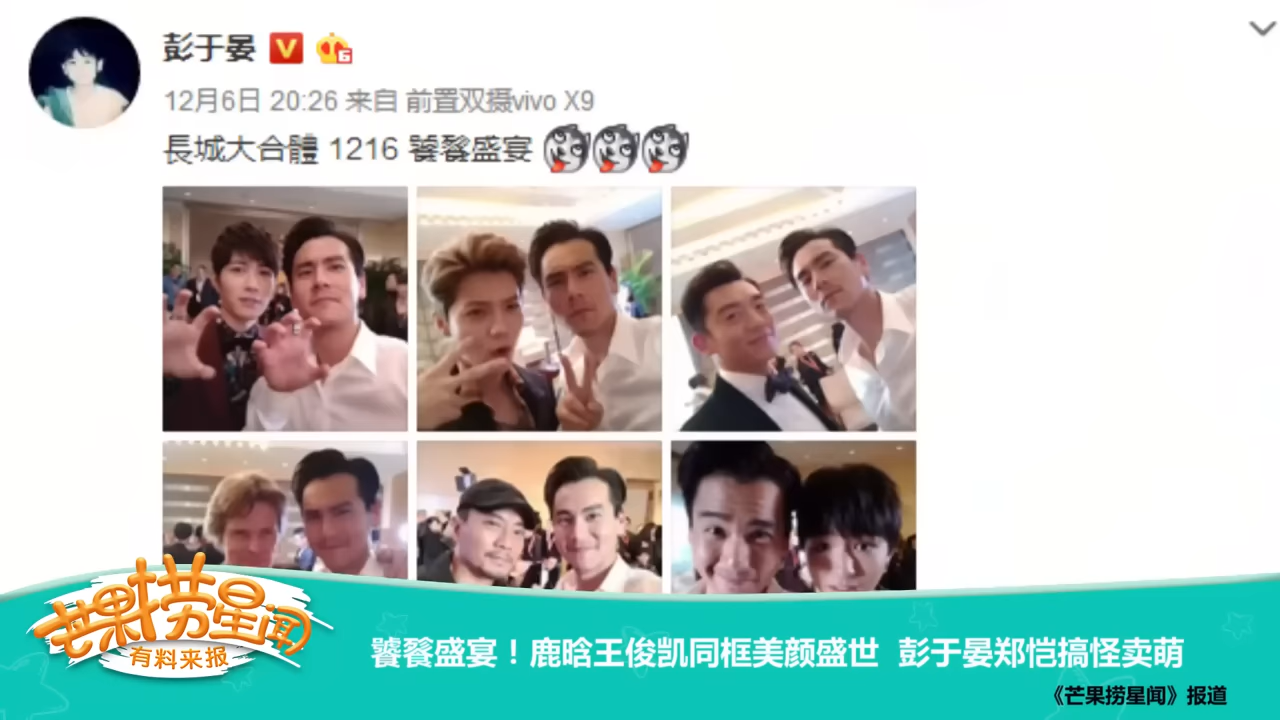 彭于晏 V 6
12月6日 20:26 来自 前置双摄vivo X9
長城大合體 1216 饕餮盛宴
芒果捞星闻
有料来报
饕餮盛宴！鹿晗王俊凯同框美颜盛世 彭于晏郑恺搞怪卖萌
《芒果捞星闻》报道